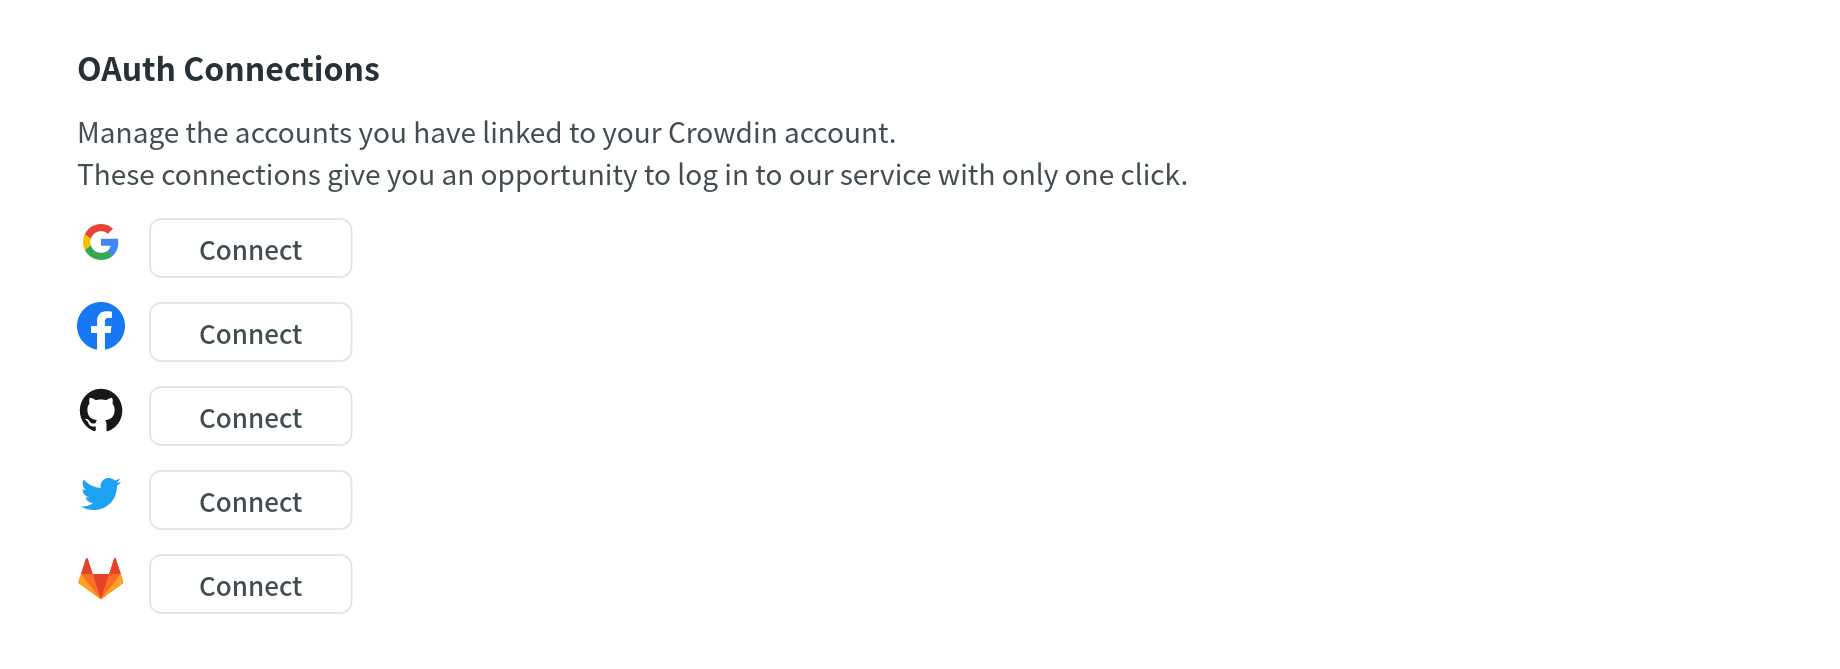 OAuth Connections
Manage the accounts you have linked to your Crowdin account.
These connections give you an opportunity to log in to our service with only one click.
Connect
Connect
Connect
Connect
Connect